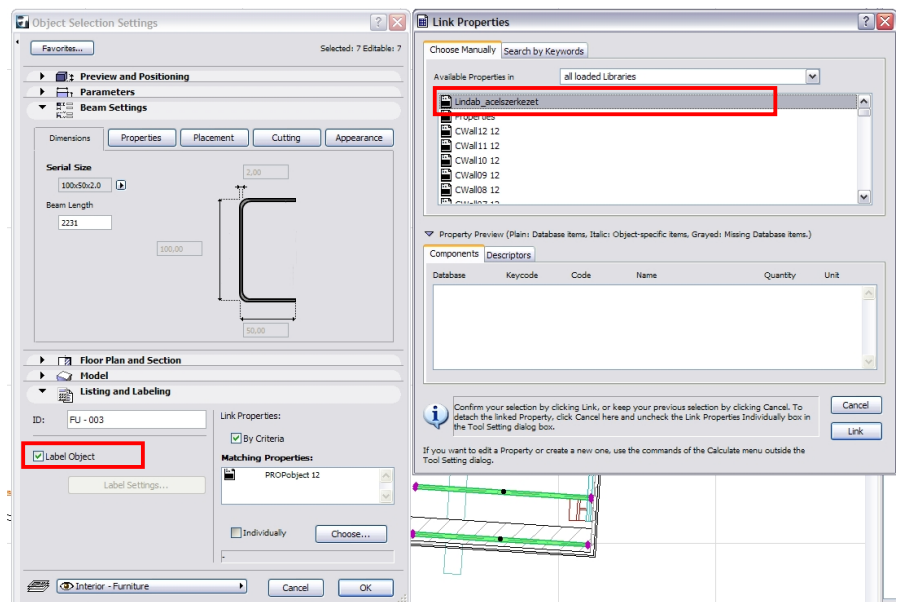 Object Selection Settings
Favorites...
Selected: 7 Editable: 7
Preview and Positioning
Parameters
Beam Settings
Dimensions Properties Placement Cutting Appearance
Serial Size
100x50x2.0
Beam Length
2231
2,00
100,00
50,00
Floor Plan and Section
Model
Listing and Labeling
ID: FU - 003
Label Object
Label Settings...
Link Properties:
By Criteria
Matching Properties:
PROPobject 12
Individually Choose...
-
Interior - Furniture Cancel OK
Link Properties
Choose Manually Search by Keywords
Available Properties in all loaded Libraries
Lindab_acelszerkezet
Properties
CWall12 12
CWall11 12
CWall10 12
CWall09 12
CWall08 12
CWall07 12
Property Preview (Plain: Database items, Italic: Object-specific items, Grayed: Missing Database items.)
Components Descriptors
Database Keycode Code Name Quantity Unit
Confirm your selection by clicking Link, or keep your previous selection by clicking Cancel. To
detach the linked Property, click Cancel here and uncheck the Link Properties Individually box in
the Tool Setting dialog box.
Cancel
Link
If you want to edit a Property or create a new one, use the commands of the Calculate menu outside the
Tool Setting dialog.